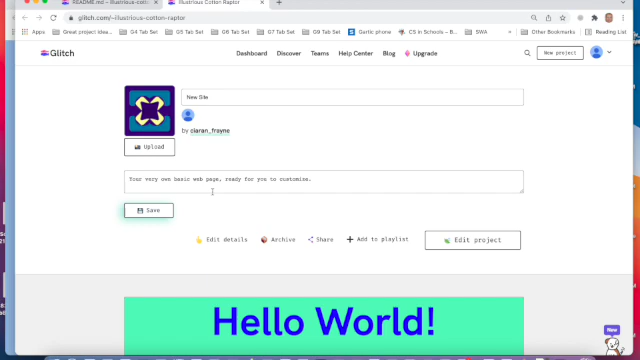 README.md – illustrious-cotto
Illustrious Cotton Raptor
glitch.com/~illustrious-cotton-raptor
Apps
Great project idea...
G5 Tab Set
G4 Tab Set
G6 Tab Set
G7 Tab Set
G9 Tab Set
Garlic phone
CS in Schools – B...
SWA
Other Bookmarks
Reading List
Glitch
Dashboard
Discover
Teams
Help Center
Blog
Upgrade
New project
New Site
by ciaran_frayne
Upload
Your very own basic web page, ready for you to customize.
Save
Edit details
Archive
Share
Add to playlist
Edit project
Hello World!
New